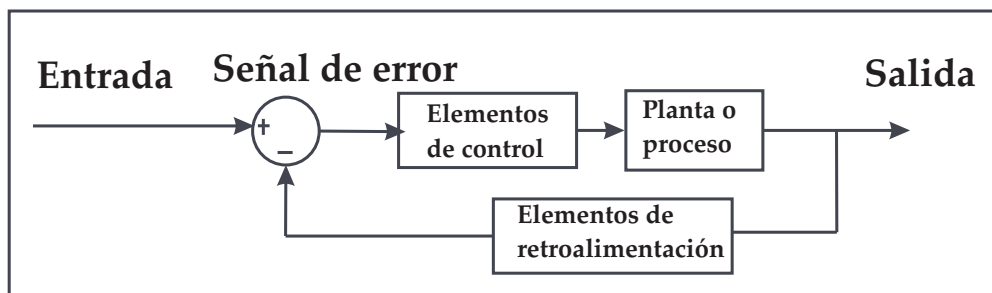 Entrada
Señal de error
Salida
+
−
Elementos
de control
Planta o
proceso
Elementos de
retroalimentación